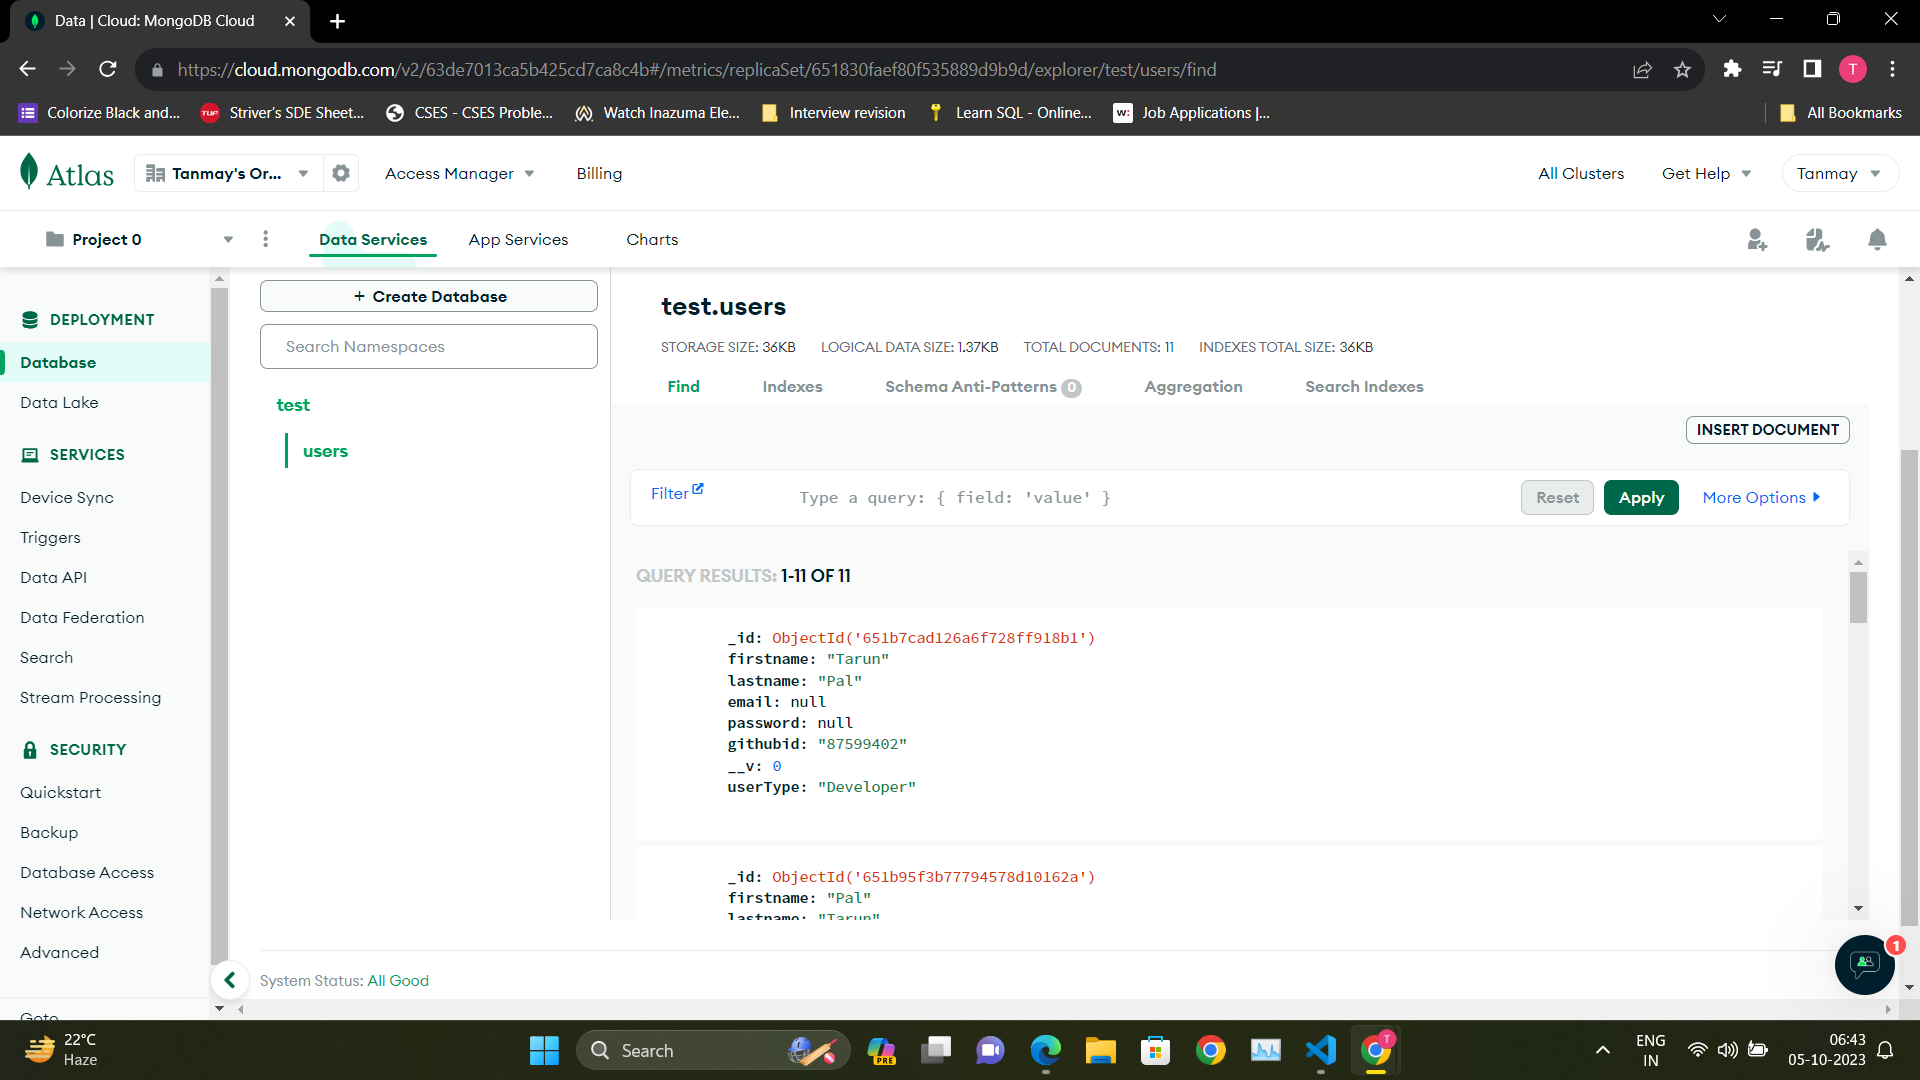 Data | Cloud: MongoDB Cloud
https://cloud.mongodb.com/v2/63de7013ca5b425cd7ca8c4b#/metrics/replicaSet/651830faef80f535889d9b9d/explorer/test/users/find
T
Colorize Black and...
TUF
Striver's SDE Sheet...
CSES - CSES Proble...
Watch Inazuma Ele...
Interview revision
Learn SQL - Online...
w:
Job Applications |...
All Bookmarks
Atlas
Tanmay's Or...
Access Manager
Billing
All Clusters
Get Help
Tanmay
Project 0
Data Services
App Services
Charts
DEPLOYMENT
Database
Data Lake
SERVICES
Device Sync
Triggers
Data API
Data Federation
Search
Stream Processing
SECURITY
Quickstart
Backup
Database Access
Network Access
Advanced
Goto
+ Create Database
Search Namespaces
test
users
test.users
STORAGE SIZE: 36KB LOGICAL DATA SIZE: 1.37KB TOTAL DOCUMENTS: 11 INDEXES TOTAL SIZE: 36KB
Find
Indexes
Schema Anti-Patterns 0
Aggregation
Search Indexes
INSERT DOCUMENT
Filter
Type a query: { field: 'value' }
Reset
Apply
More Options
QUERY RESULTS: 1-11 OF 11
_id: ObjectId('651b7cad126a6f728ff918b1')
firstname: "Tarun"
lastname: "Pal"
email: null
password: null
githubid: "87599402"
__v: 0
userType: "Developer"
_id: ObjectId('651b95f3b77794578d10162a')
firstname: "Pal"
lastname: "Tarun"
System Status: All Good
1
22°C
Haze
Search
PRE
T
ENG
IN
06:43
05-10-2023